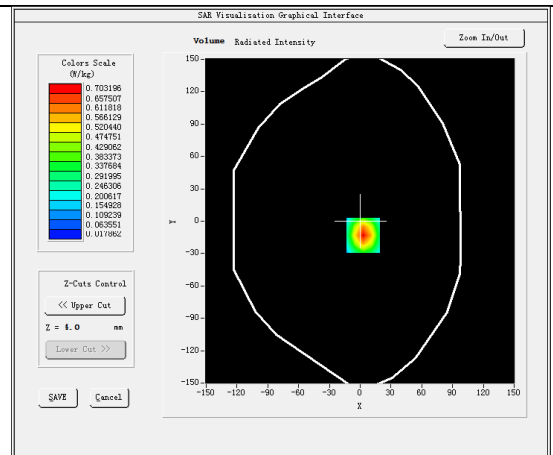 SAR Visualisation Graphical Interface
Volume Radiated Intensity
Zoom In/Out
Colors Scale
(W/kg)
0.703196
0.657507
0.611818
0.566129
0.520440
0.474751
0.429062
0.383373
0.337684
0.291995
0.246306
0.200617
0.154928
0.109239
0.063551
0.017862
Z-Cuts Control
<< Upper Cut
Z = 4.0 mm
Lower Cut >>
SAVE Cancel
150
120
90
60
30
0
-30
-60
-90
-120
-150
Y
-150 -120 -90 -60 -30 0 30 60 90 120 150
X